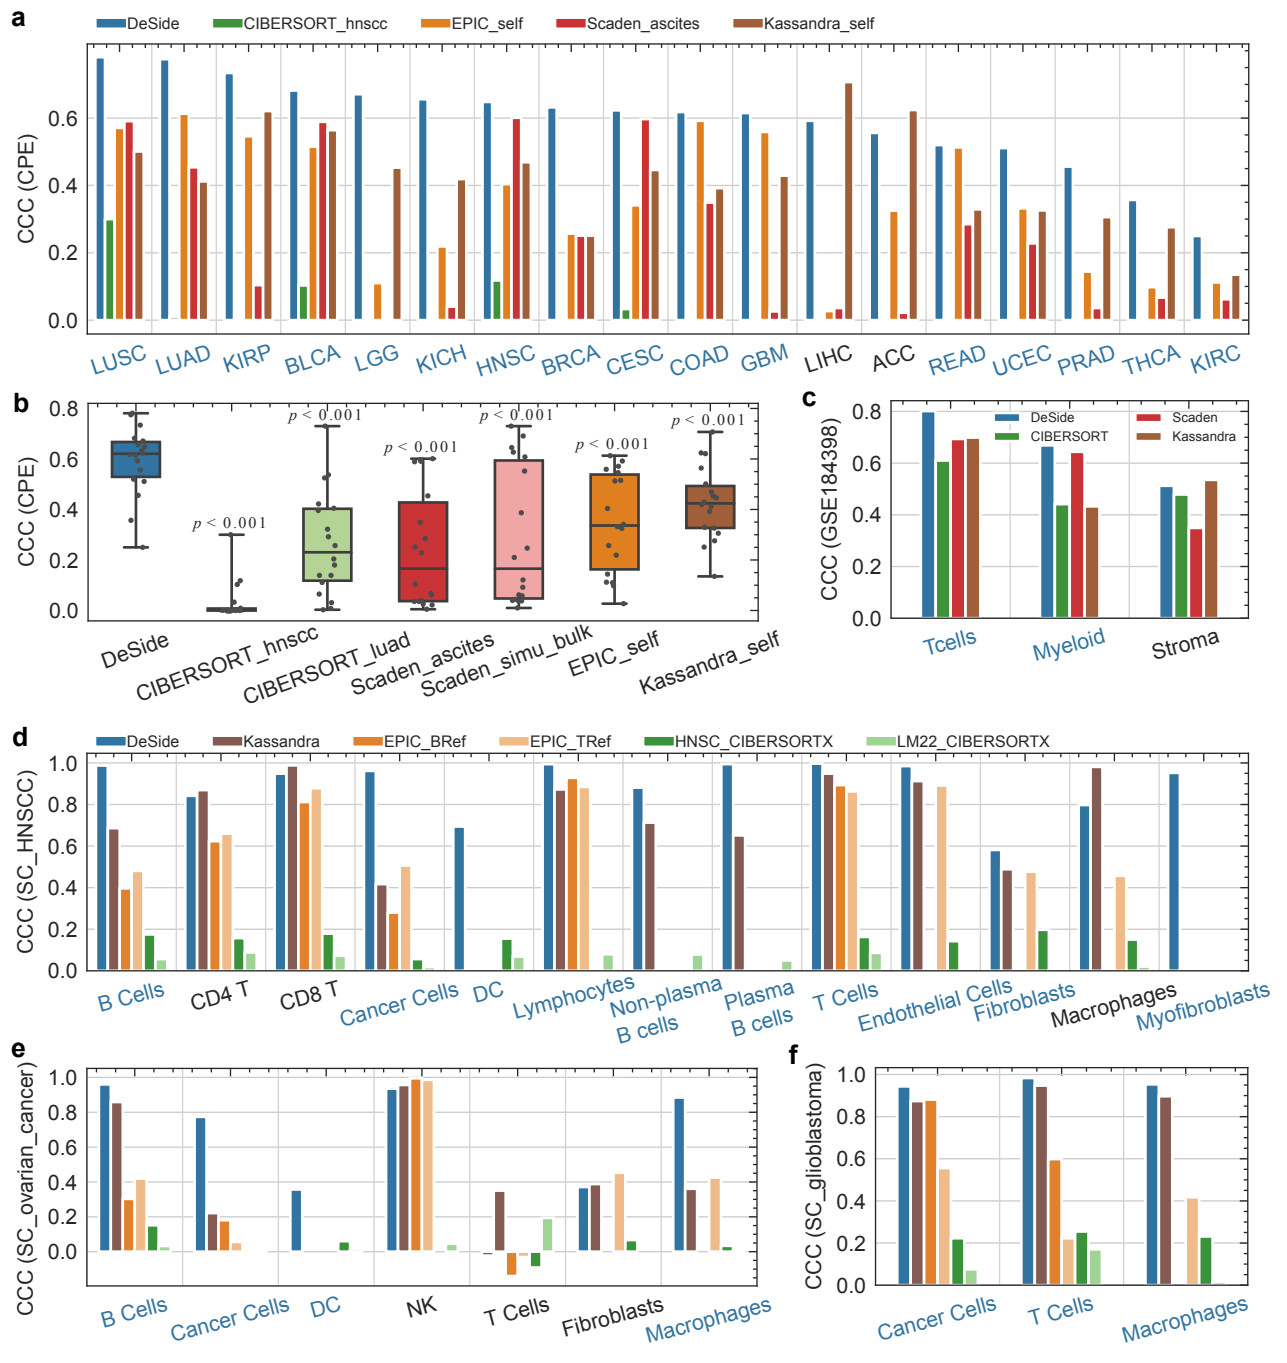 a
DeSide CIBERSORT_hnscc EPIC_self Scaden_ascites Kassandra_self
CCC (CPE)
0.6
0.4
0.2
0.0
LUSC LUAD KIRP BLCA LGG KICH HNSC BRCA CESC COAD GBM LIHC ACC READ UCEC PRAD THCA KIRC
b
CCC (CPE)
0.8
0.6
0.4
0.2
0.0
p < 0.001
p < 0.001
p < 0.001
p < 0.001
p < 0.001
p < 0.001
DeSide CIBERSORT_hnscc CIBERSORT_luad Scaden_ascites Scaden_simu_bulk EPIC_self Kassandra_self
c
CCC (GSE184398)
0.8
0.6
0.4
0.2
0.0
DeSide Scaden
CIBERSORT Kassandra
Tcells Myeloid Stroma
d
DeSide Kassandra EPIC_BRef EPIC_TRef HNSC_CIBERSORTX LM22_CIBERSORTX
CCC (SC_HNSCC)
1.0
0.8
0.6
0.4
0.2
0.0
B Cells CD4 T CD8 T Cancer Cells DC Lymphocytes Non-plasma Plasma T Cells Endothelial Cells Fibroblasts Macrophages Myofibroblasts
B cells B cells
e
CCC (SC_ovarian_cancer)
1.0
0.8
0.6
0.4
0.2
0.0
B Cells Cancer Cells DC NK T Cells Fibroblasts Macrophages
f
CCC (SC_glioblastoma)
1.0
0.8
0.6
0.4
0.2
0.0
Cancer Cells T Cells Macrophages